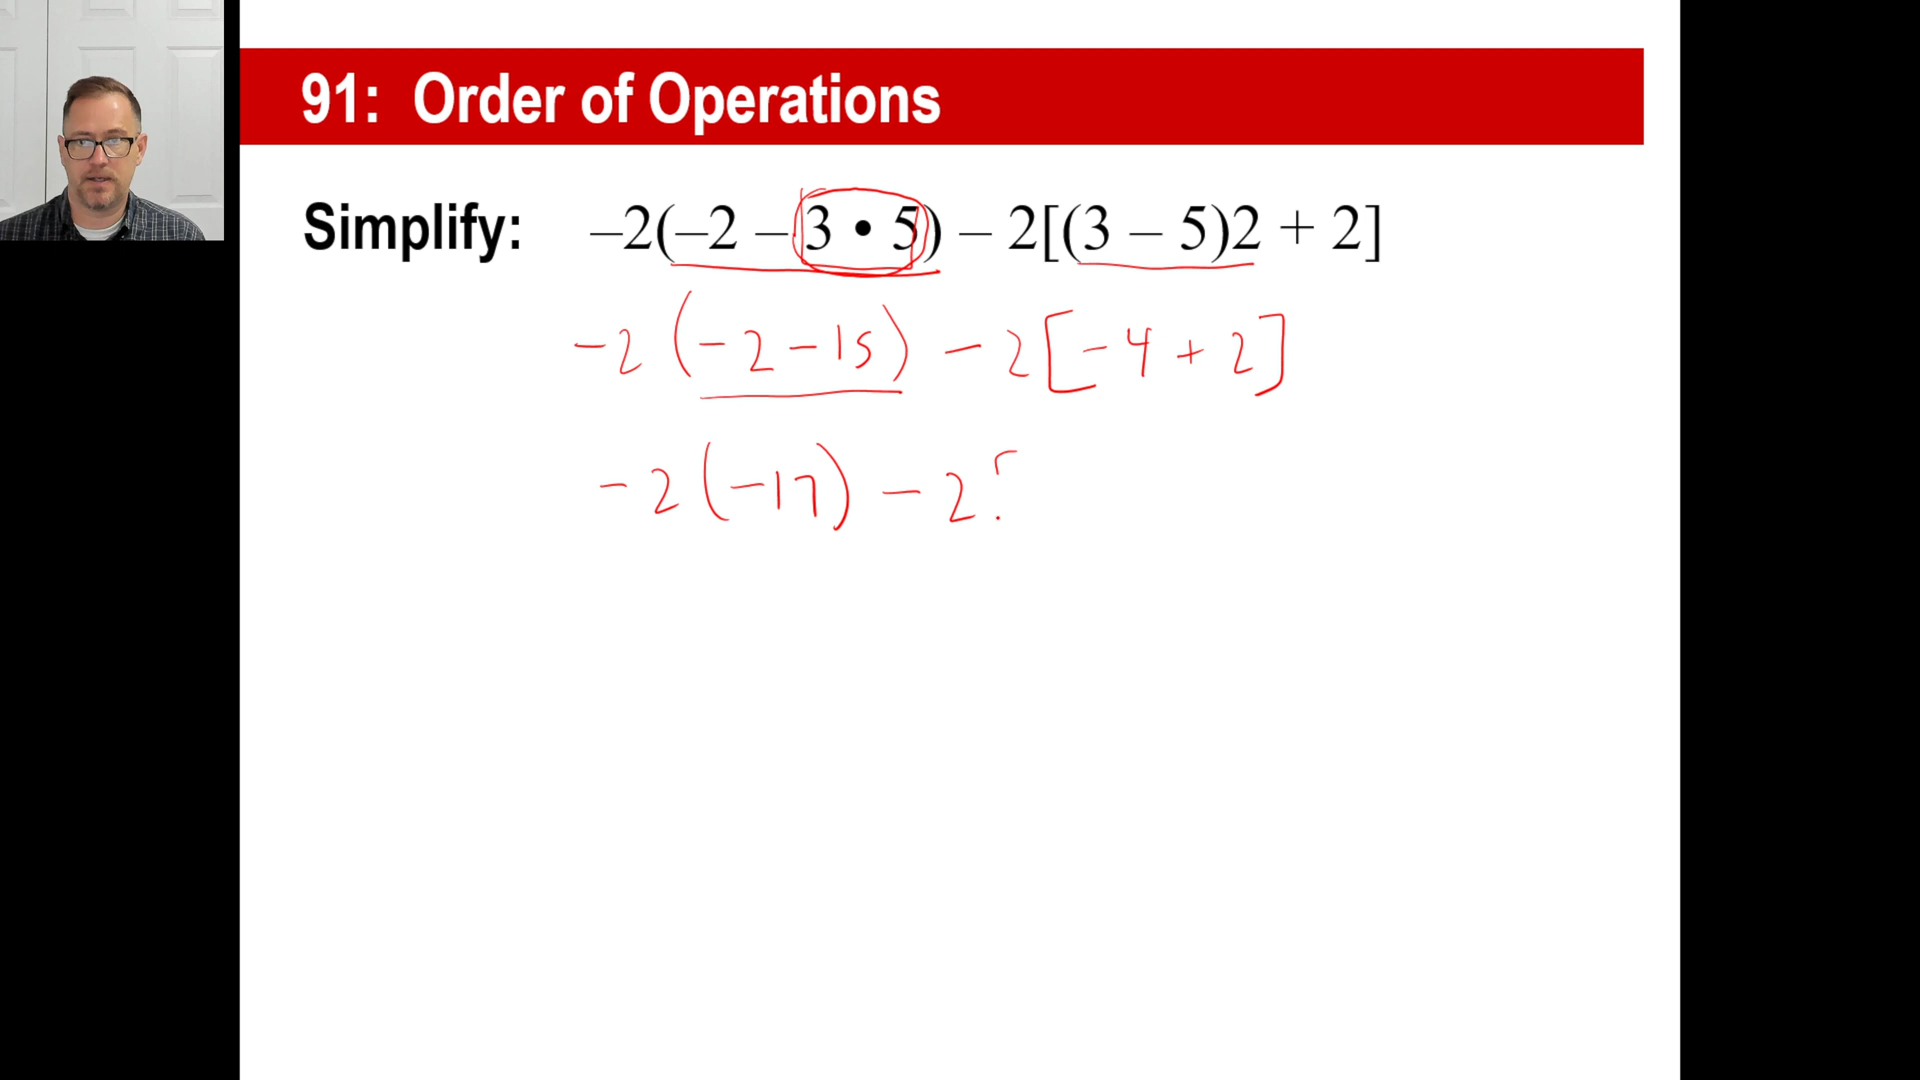 91: Order of Operations
Simplify: –2(–2 – 3 • 5) – 2[(3 – 5)2 + 2]
-2(-2-15) -2[-4+2]
-2(-17) -2[